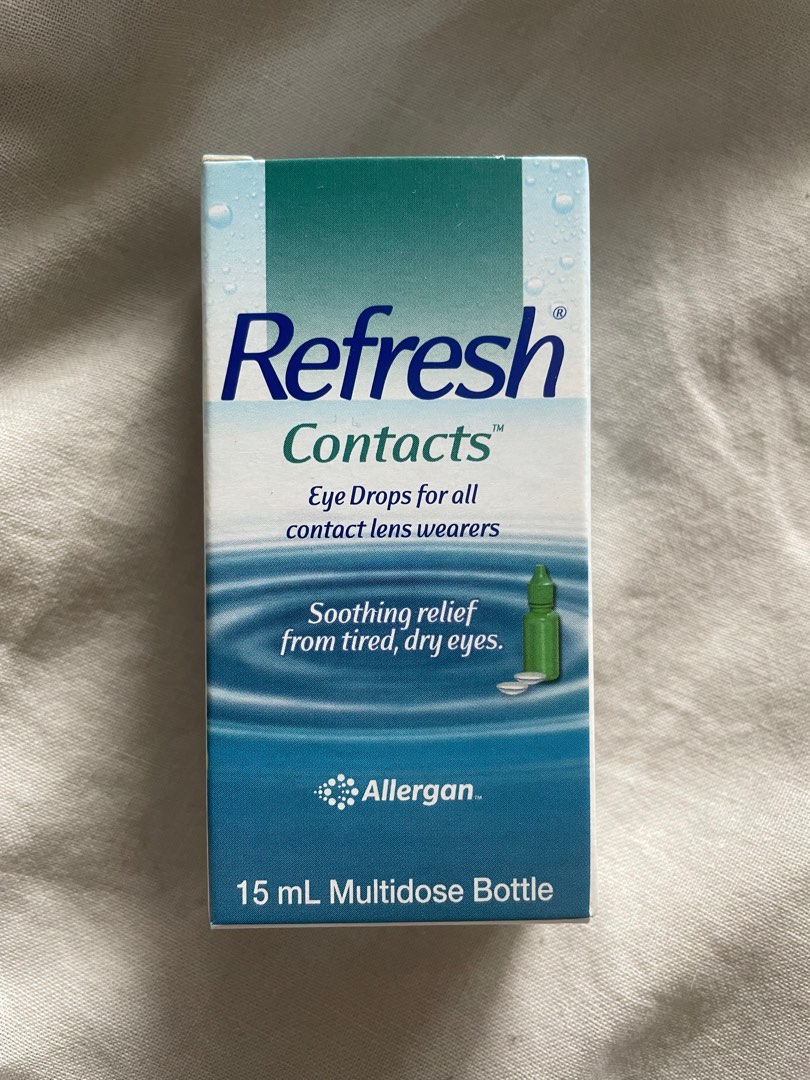 Refresh®
Contacts™
Eye Drops for all
contact lens wearers
Soothing relief
from tired, dry eyes.
Allergan™
15 mL Multidose Bottle